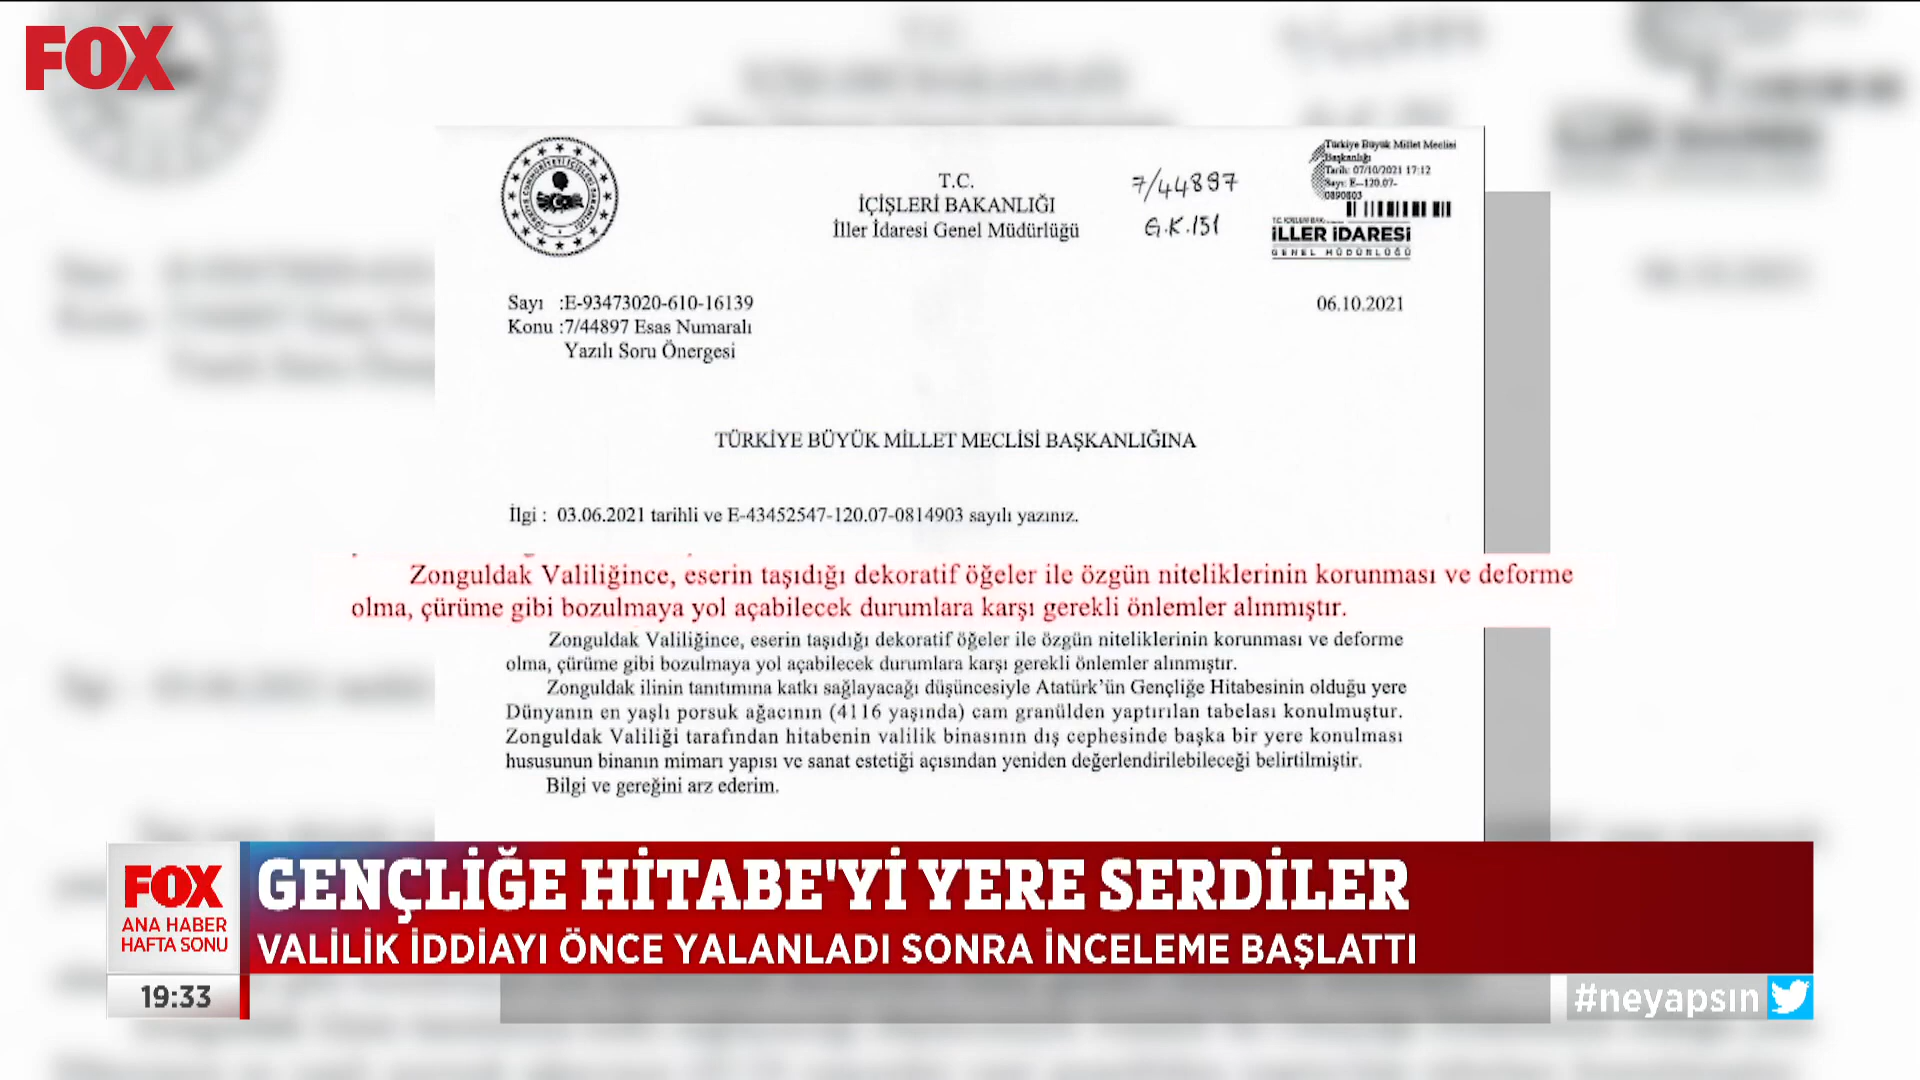 FOX
T.C.
İÇİŞLERİ BAKANLIĞI
İller İdaresi Genel Müdürlüğü
7/44897
G.K.151
Türkiye Büyük Millet Meclisi
Başkanlığı
Tarih: 07/10/2021 17:12
Sayı: E-120.07-
0890803
İLLER İDARESİ
GENEL MÜDÜRLÜĞÜ
Sayı :E-93473020-610-16139
06.10.2021
Konu :7/44897 Esas Numaralı
Yazılı Soru Önergesi
TÜRKİYE BÜYÜK MİLLET MECLİSİ BAŞKANLIĞINA
İlgi : 03.06.2021 tarihli ve E-43452547-120.07-0814903 sayılı yazınız.
Zonguldak Valiliğince, eserin taşıdığı dekoratif öğeler ile özgün niteliklerinin korunması ve deforme
olma, çürüme gibi bozulmaya yol açabilecek durumlara karşı gerekli önlemler alınmıştır.
Zonguldak Valiliğince, eserin taşıdığı dekoratif öğeler ile özgün niteliklerinin korunması ve deforme
olma, çürüme gibi bozulmaya yol açabilecek durumlara karşı gerekli önlemler alınmıştır.
Zonguldak ilinin tanıtımına katkı sağlayacağı düşüncesiyle Atatürk'ün Gençliğe Hitabesinin olduğu yere
Dünyanın en yaşlı porsuk ağacının (4116 yaşında) cam granülden yaptırılan tabelası konulmuştur.
Zonguldak Valiliği tarafından hitabenin valilik binasının dış cephesinde başka bir yere konulması
hususunun binanın mimarı yapısı ve sanat estetiği açısından yeniden değerlendirilebileceği belirtilmiştir.
Bilgi ve gereğini arz ederim.
FOX
ANA HABER
HAFTA SONU
GENÇLİĞE HİTABE'Yİ YERE SERDİLER
VALİLİK İDDİAYI ÖNCE YALANLADI SONRA İNCELEME BAŞLATTI
19:33
#neyapsın